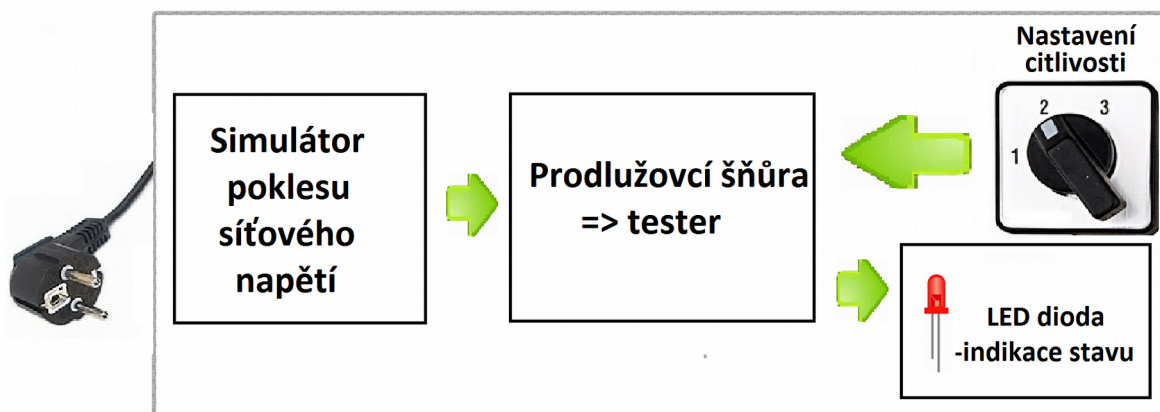 Nastavení
citlivosti
Simulátor
poklesu
síťového
napětí
Prodlužovcí šňůra
=> tester
1
2
3
LED dioda
-indikace stavu